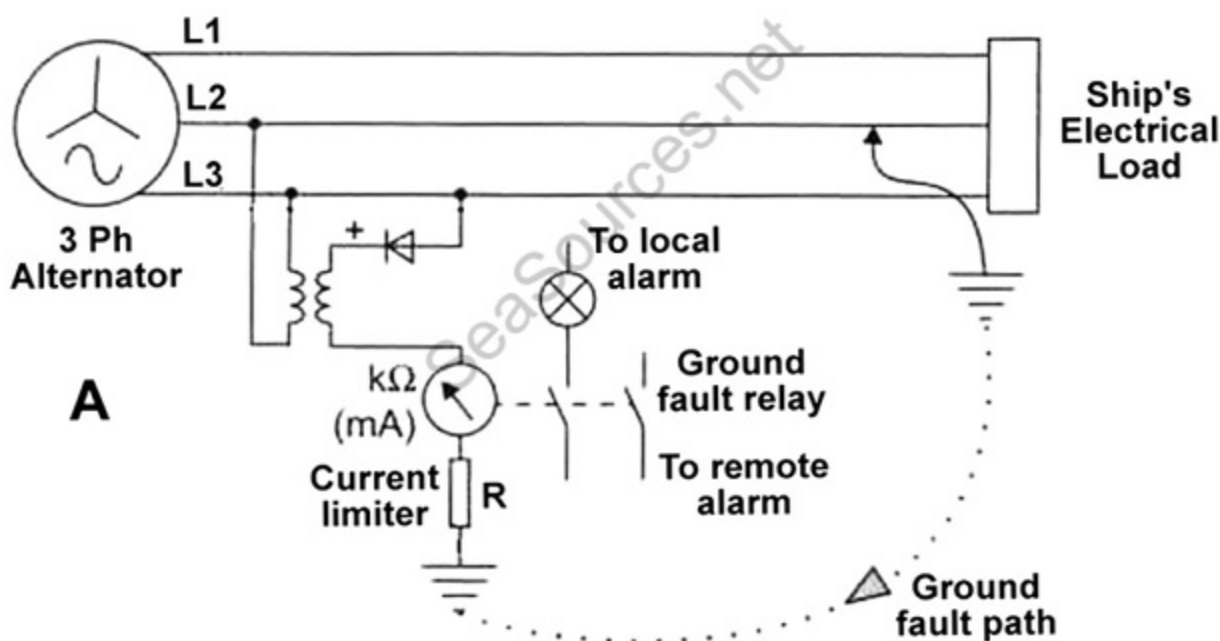 L1
L2
L3
3 Ph
Alternator
Ship's
Electrical
Load
+
To local
alarm
SeaSources.net
A
kΩ
(mA)
Ground
fault relay
Current
limiter
R
To remote
alarm
Ground
fault path